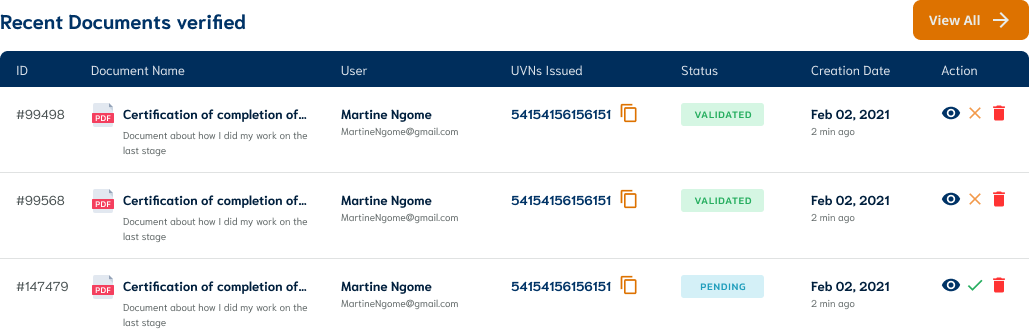 Recent Documents verified
View All
ID Document Name User UVNs Issued Status Creation Date Action
#99498 PDF Certification of completion of... Martine Ngome 54154156156151 VALIDATED Feb 02, 2021
Document about how I did my work on the MartineNgome@gmail.com 2 min ago
last stage
#99568 PDF Certification of completion of... Martine Ngome 54154156156151 VALIDATED Feb 02, 2021
Document about how I did my work on the MartineNgome@gmail.com 2 min ago
last stage
#147479 PDF Certification of completion of... Martine Ngome 54154156156151 PENDING Feb 02, 2021
Document about how I did my work on the MartineNgome@gmail.com 2 min ago
last stage